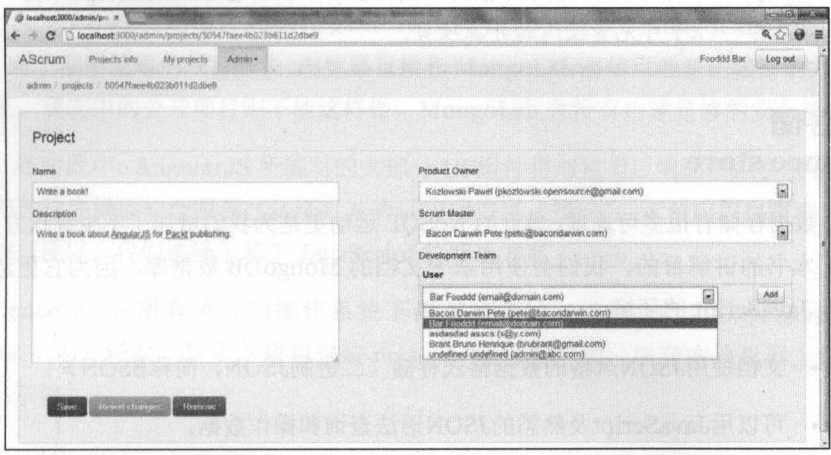 localhost:3000/admin/pro
localhost:3000/admin/projects/50547faee4b023b611d2dbe9
AScrum Projects info My projects Admin Fooddd Bar Log out
admin / projects / 50547faee4b023b611d2dbe9
Project
Name
Write a book!
Description
Write a book about AngularJS for Packt publishing.
Product Owner
Kozlowski Pawel (pkozlowski.opensource@gmail.com)
Scrum Master
Bacon Darwin Pete (pete@bacondarwin.com)
Development Team
User
Bar Fooddd (email@domain.com) Add
Bacon Darwin Pete (pete@bacondarwin.com)
Bar Fooddd (email@domain.com)
asdasdad asscs (x@y.com)
Brant Bruno Henrique (brubrant@gmail.com)
undefined undefined (admin@abc.com)
Save Revert changes Remove